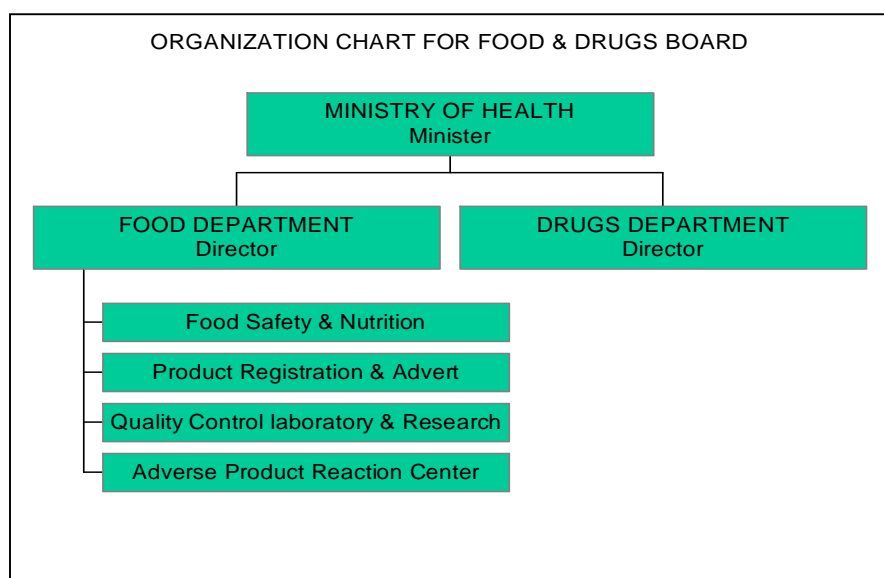 ORGANIZATION CHART FOR FOOD & DRUGS BOARD
MINISTRY OF HEALTH
Minister
FOOD DEPARTMENT
Director
DRUGS DEPARTMENT
Director
Food Safety & Nutrition
Product Registration & Advert
Quality Control laboratory & Research
Adverse Product Reaction Center